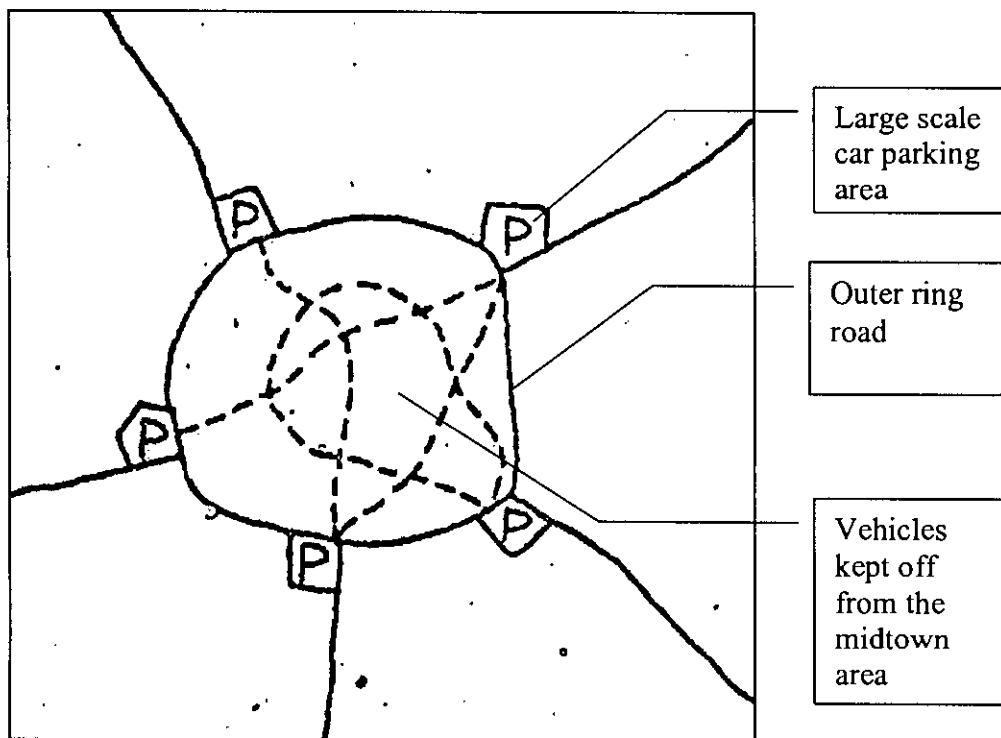 Large scale
car parking
area
P
P
Outer ring
road
P
P
P
Vehicles
kept off
from the
midtown
area